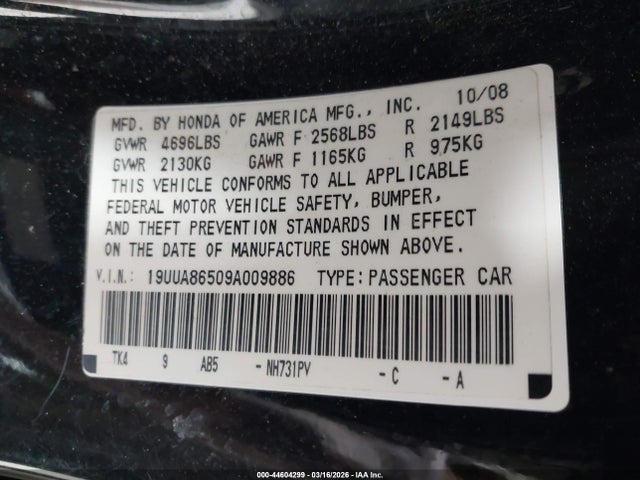 MFD. BY HONDA OF AMERICA MFG., INC. 10/08
GVWR 4696LBS GAWR F 2568LBS R 2149LBS
GVWR 2130KG GAWR F 1165KG R 975KG
THIS VEHICLE CONFORMS TO ALL APPLICABLE
FEDERAL MOTOR VEHICLE SAFETY, BUMPER,
AND THEFT PREVENTION STANDARDS IN EFFECT
ON THE DATE OF MANUFACTURE SHOWN ABOVE.
V.I.N.: 19UUA86509A009886 TYPE: PASSENGER CAR
TK4 9 AB5 - NH731PV - C - A
000-44604299 - 03/16/2026 - IAA Inc.